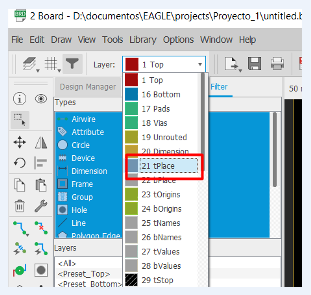 2 Board - D:\documentos\EAGLE\projects\Proyecto_1\untitled.b
File Edit Draw View Tools Library Options Window Help
Layer: 1 Top
Design Manager Filter
Types
Airwire
Attribute
Circle
Device
Dimension
Frame
Group
Hole
Line
Polygon Edge
Layers
<All>
<Preset_Top>
<Preset_Bottom>
1 Top
16 Bottom
17 Pads
18 Vias
19 Unrouted
20 Dimension
21 tPlace
22 bPlace
23 tOrigins
24 bOrigins
25 tNames
26 bNames
27 tValues
28 bValues
29 tStop
50 m